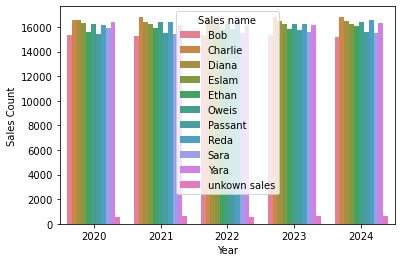 Sales name
Bob
Charlie
Diana
Eslam
Ethan
Oweis
Passant
Reda
Sara
Yara
unkown sales
Sales Count
16000
14000
12000
10000
8000
6000
4000
2000
0
2020 2021 2022 2023 2024
Year